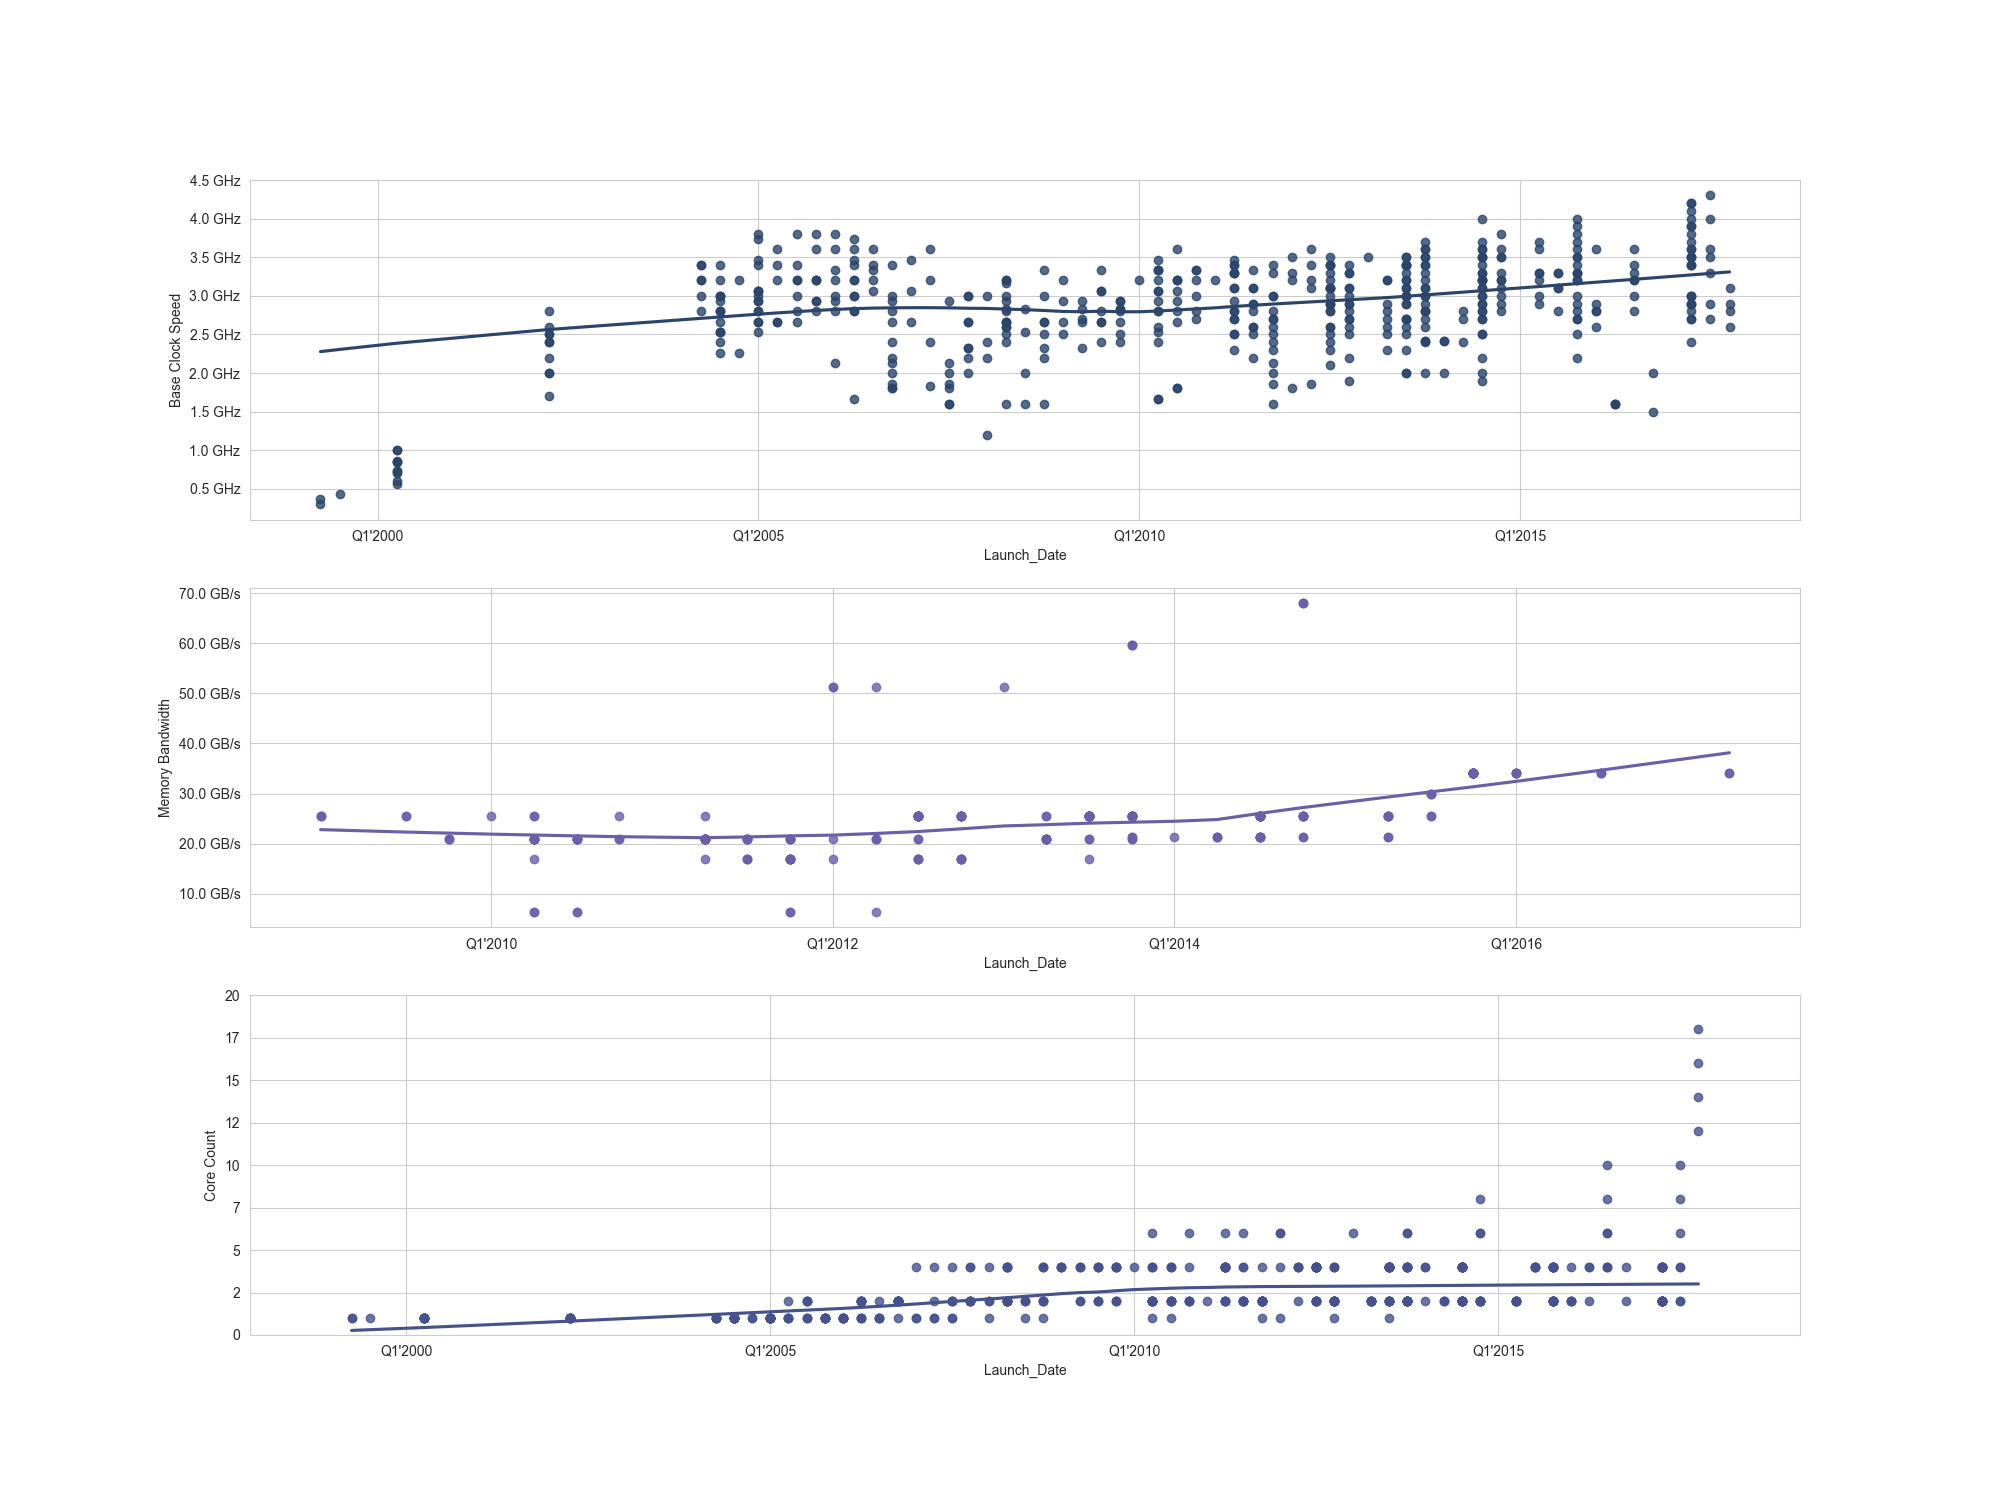 4.5 GHz
4.0 GHz
3.5 GHz
3.0 GHz
2.5 GHz
2.0 GHz
1.5 GHz
1.0 GHz
0.5 GHz
Base Clock Speed
Q1'2000 Q1'2005 Q1'2010 Q1'2015
Launch_Date
70.0 GB/s
60.0 GB/s
50.0 GB/s
40.0 GB/s
30.0 GB/s
20.0 GB/s
10.0 GB/s
Memory Bandwidth
Q1'2010 Q1'2012 Q1'2014 Q1'2016
Launch_Date
20
17
15
12
10
7
5
2
0
Core Count
Q1'2000 Q1'2005 Q1'2010 Q1'2015
Launch_Date